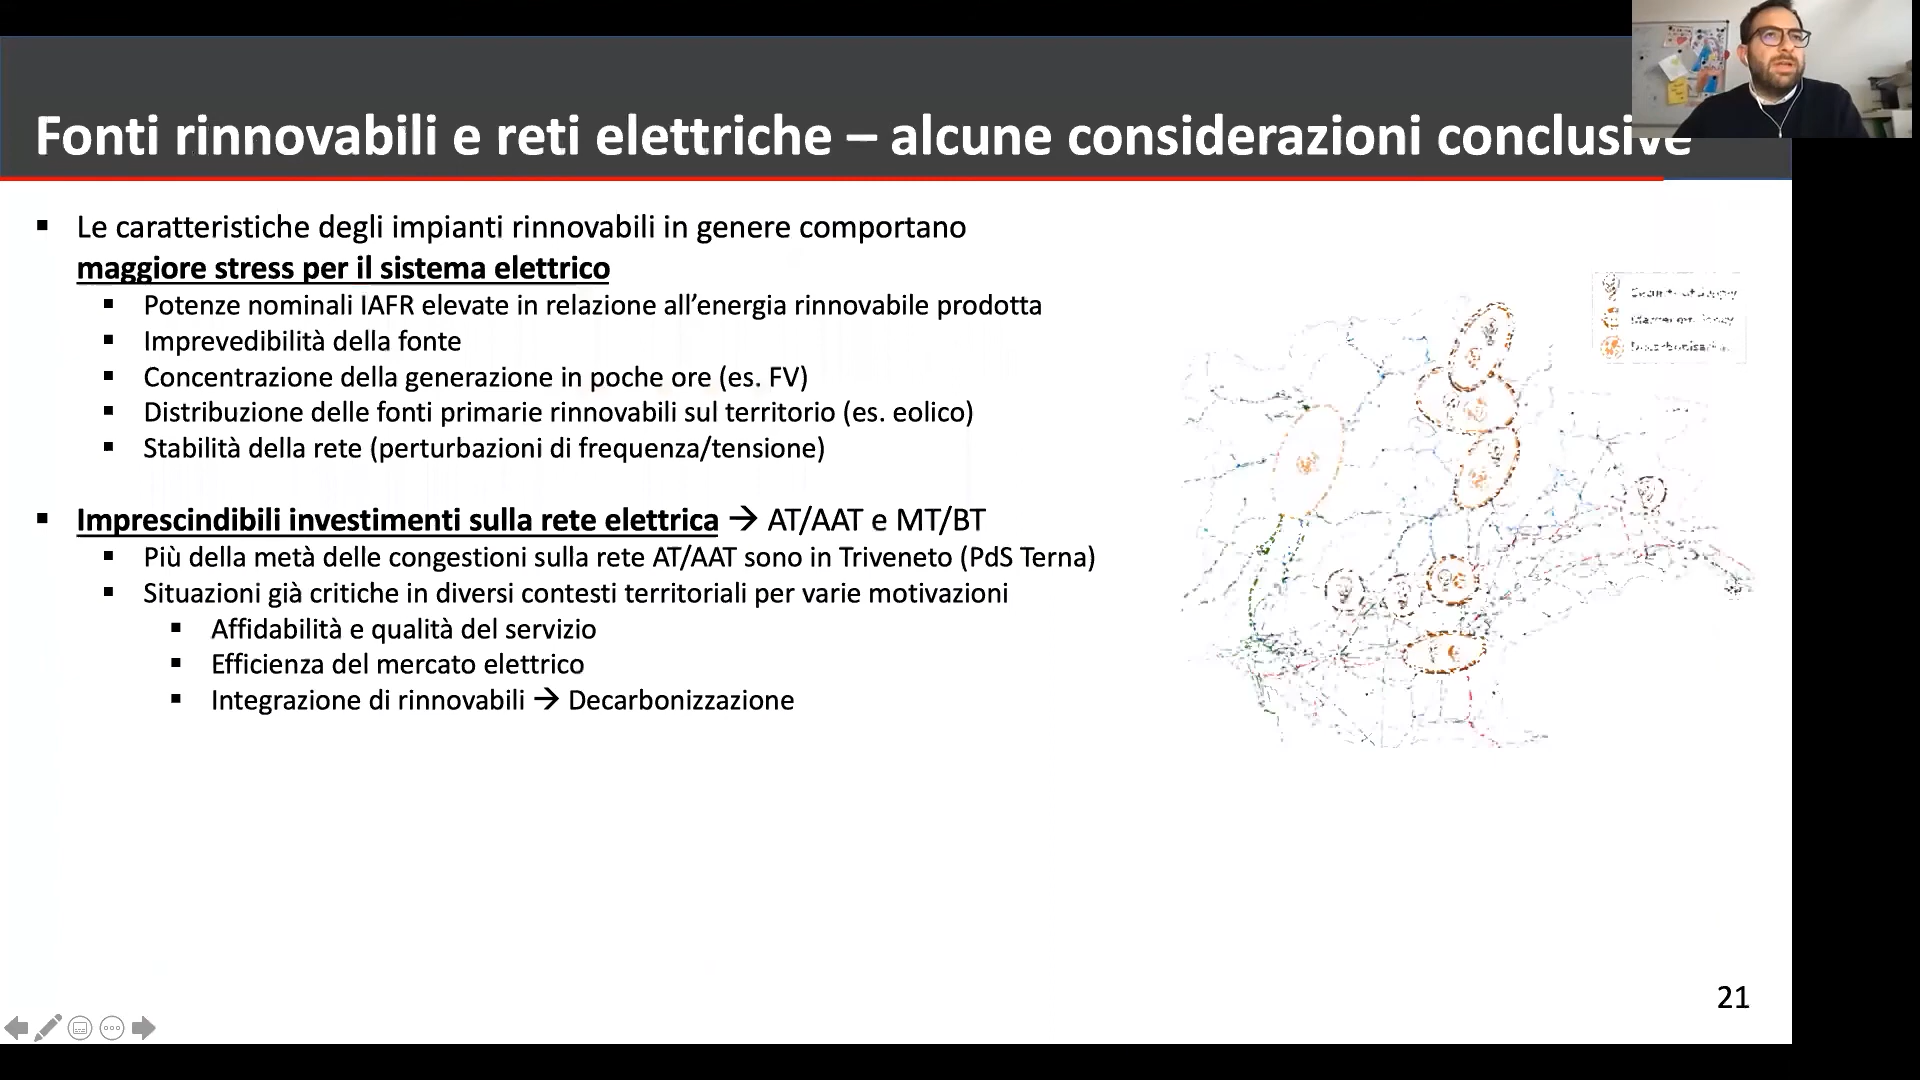 Fonti rinnovabili e reti elettriche – alcune considerazioni conclusive
▪ Le caratteristiche degli impianti rinnovabili in genere comportano
maggiore stress per il sistema elettrico
▪ Potenze nominali IAFR elevate in relazione all’energia rinnovabile prodotta
▪ Imprevedibilità della fonte
▪ Concentrazione della generazione in poche ore (es. FV)
▪ Distribuzione delle fonti primarie rinnovabili sul territorio (es. eolico)
▪ Stabilità della rete (perturbazioni di frequenza/tensione)
▪ Imprescindibili investimenti sulla rete elettrica → AT/AAT e MT/BT
▪ Più della metà delle congestioni sulla rete AT/AAT sono in Triveneto (PdS Terna)
▪ Situazioni già critiche in diversi contesti territoriali per varie motivazioni
▪ Affidabilità e qualità del servizio
▪ Efficienza del mercato elettrico
▪ Integrazione di rinnovabili → Decarbonizzazione
21